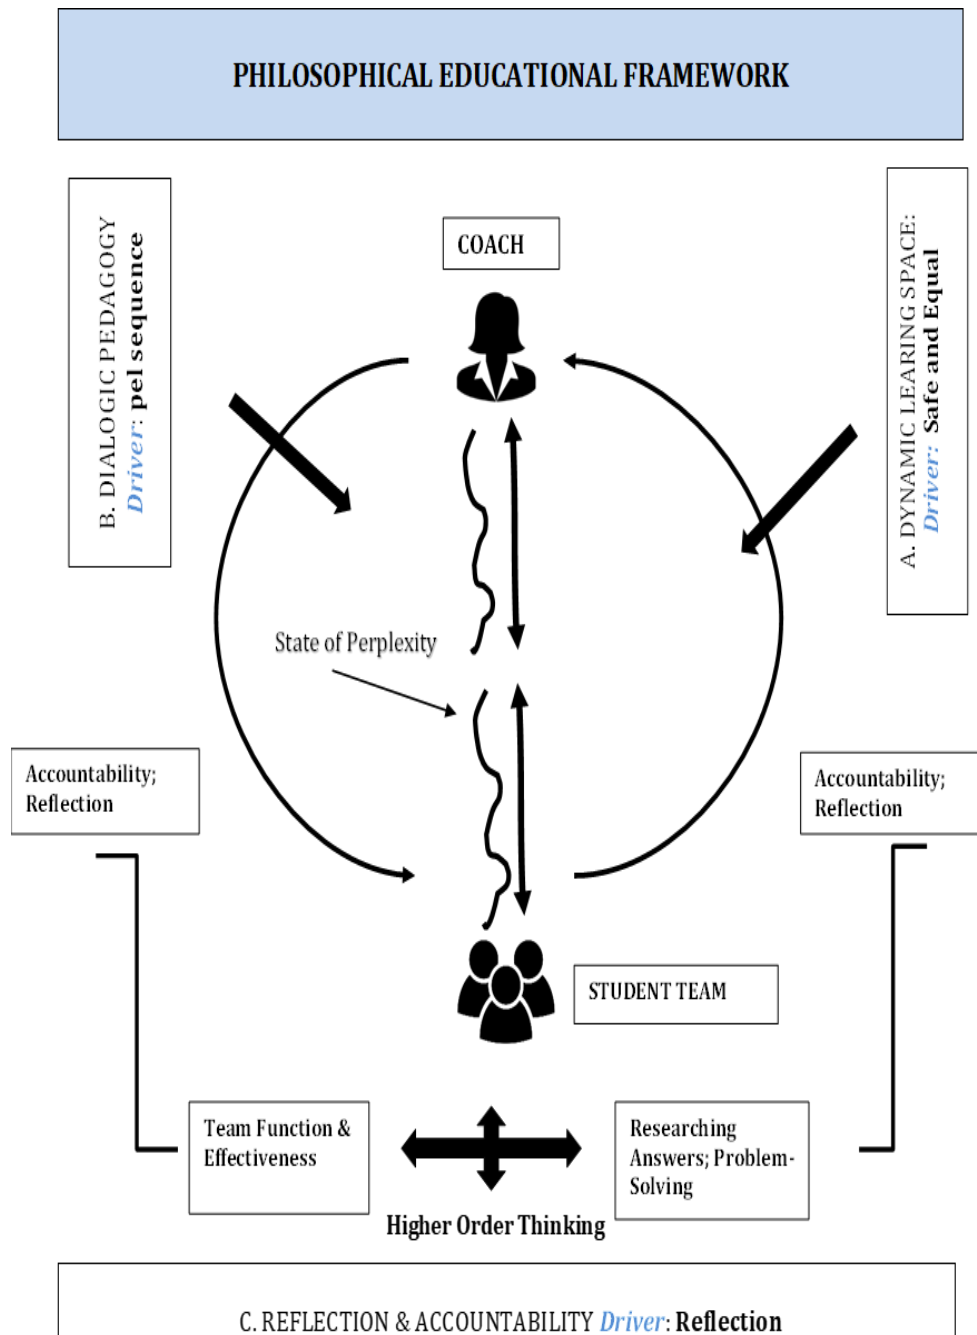 PHILOSOPHICAL EDUCATIONAL FRAMEWORK
B. DIALOGIC PEDAGOGY
Driver: pel sequence
COACH
A. DYNAMIC LEARING SPACE:
Driver: Safe and Equal
State of Perplexity
Accountability;
Reflection
Accountability;
Reflection
STUDENT TEAM
Team Function &
Effectiveness
Researching
Answers; Problem-
Solving
Higher Order Thinking
C. REFLECTION & ACCOUNTABILITY Driver: Reflection